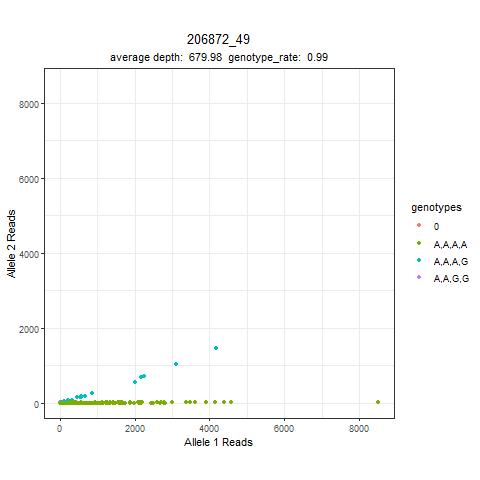 206872_49
average depth:  679.98  genotype_rate:  0.99
8000
6000
4000
2000
0
Allele 2 Reads
0
2000
4000
6000
8000
Allele 1 Reads
genotypes
0
A,A,A,A
A,A,A,G
A,A,G,G